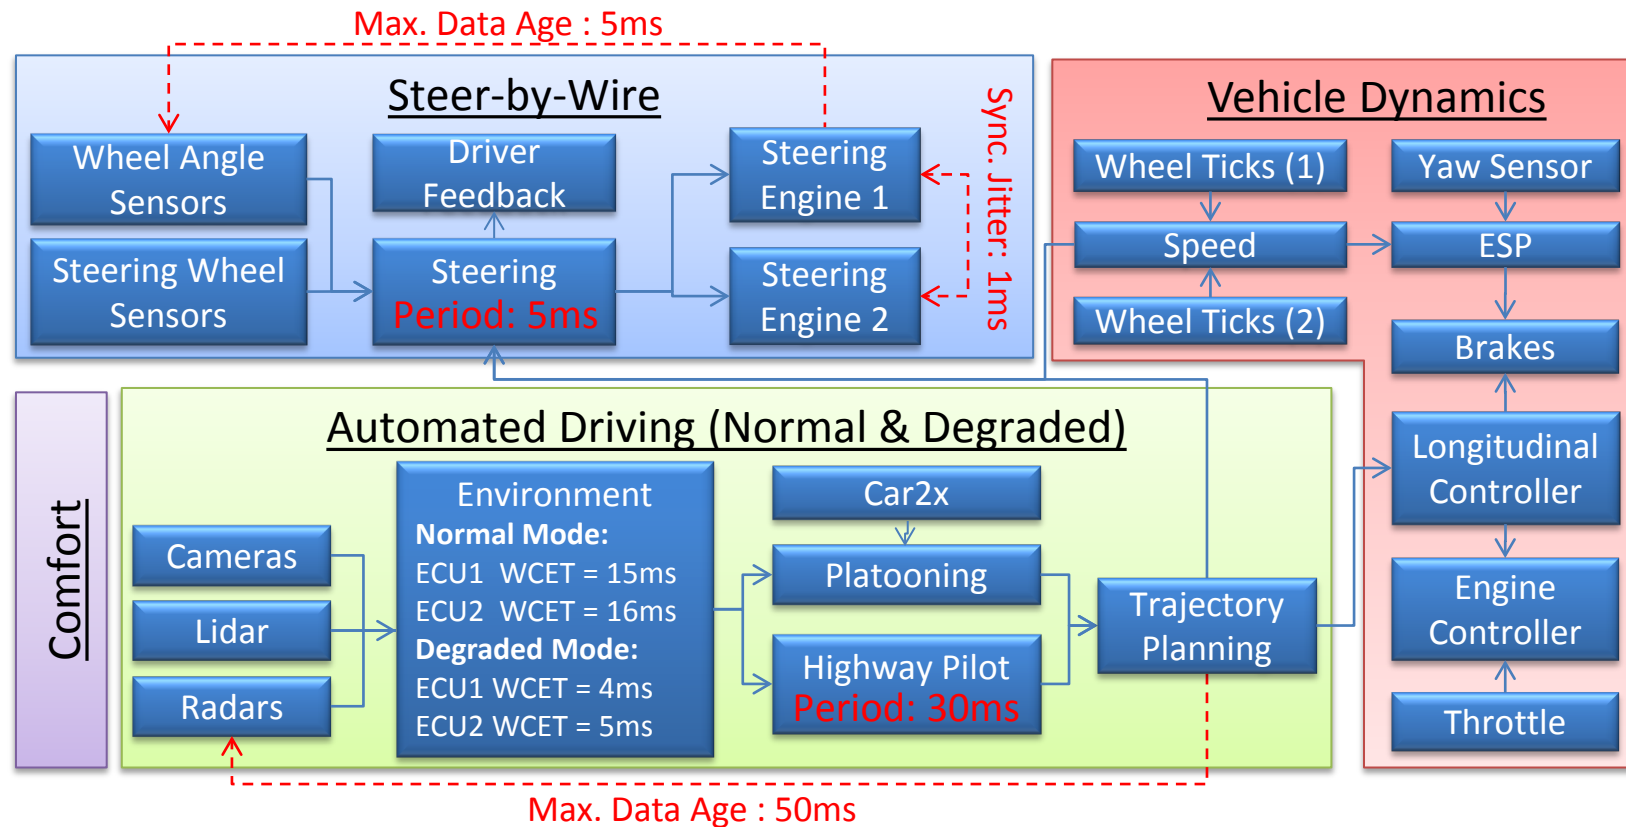 Max. Data Age : 5ms
Steer-by-Wire
Wheel Angle
Sensors
Driver
Feedback
Steering
Engine 1
Steering Wheel
Sensors
Steering
Period: 5ms
Steering
Engine 2
Sync. Jitter: 1ms
Vehicle Dynamics
Wheel Ticks (1)
Yaw Sensor
Speed
ESP
Wheel Ticks (2)
Brakes
Longitudinal
Controller
Engine
Controller
Throttle
Comfort
Automated Driving (Normal & Degraded)
Cameras
Lidar
Radars
Environment
Normal Mode:
ECU1 WCET = 15ms
ECU2 WCET = 16ms
Degraded Mode:
ECU1 WCET = 4ms
ECU2 WCET = 5ms
Car2x
Platooning
Highway Pilot
Period: 30ms
Trajectory
Planning
Max. Data Age : 50ms